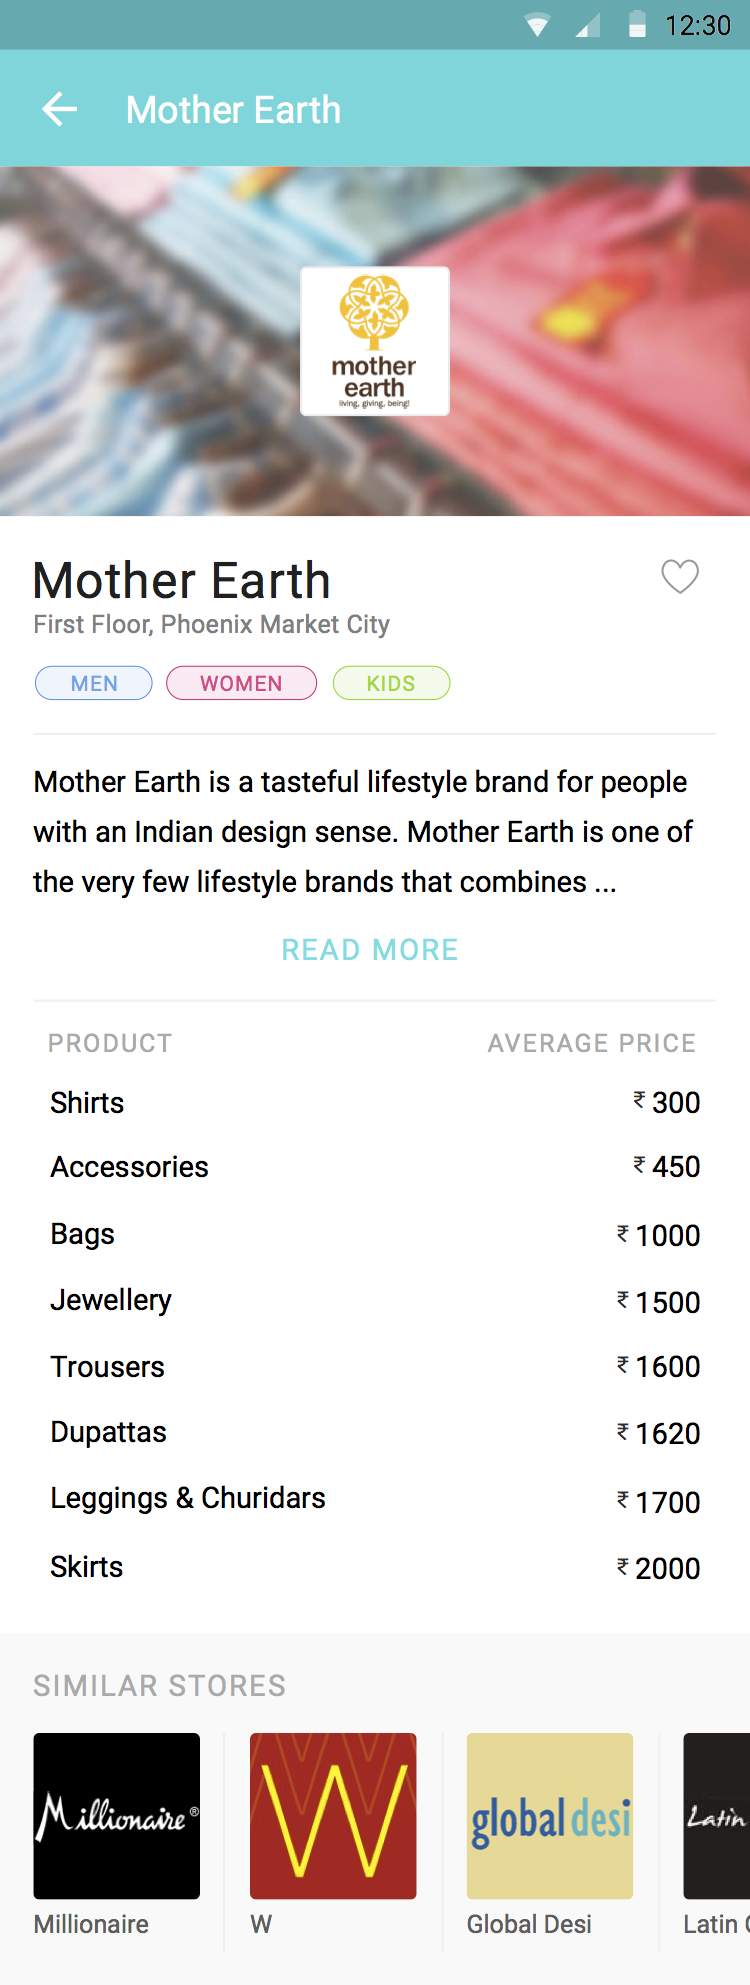 12:30
Mother Earth
mother
earth
living, giving, being!
Mother Earth
First Floor, Phoenix Market City
MEN WOMEN KIDS
Mother Earth is a tasteful lifestyle brand for people
with an Indian design sense. Mother Earth is one of
the very few lifestyle brands that combines ...
READ MORE
PRODUCT AVERAGE PRICE
Shirts ₹ 300
Accessories ₹ 450
Bags ₹ 1000
Jewellery ₹ 1500
Trousers ₹ 1600
Dupattas ₹ 1620
Leggings & Churidars ₹ 1700
Skirts ₹ 2000
SIMILAR STORES
Millionaire® W global desi Latin
Millionaire W Global Desi Latin